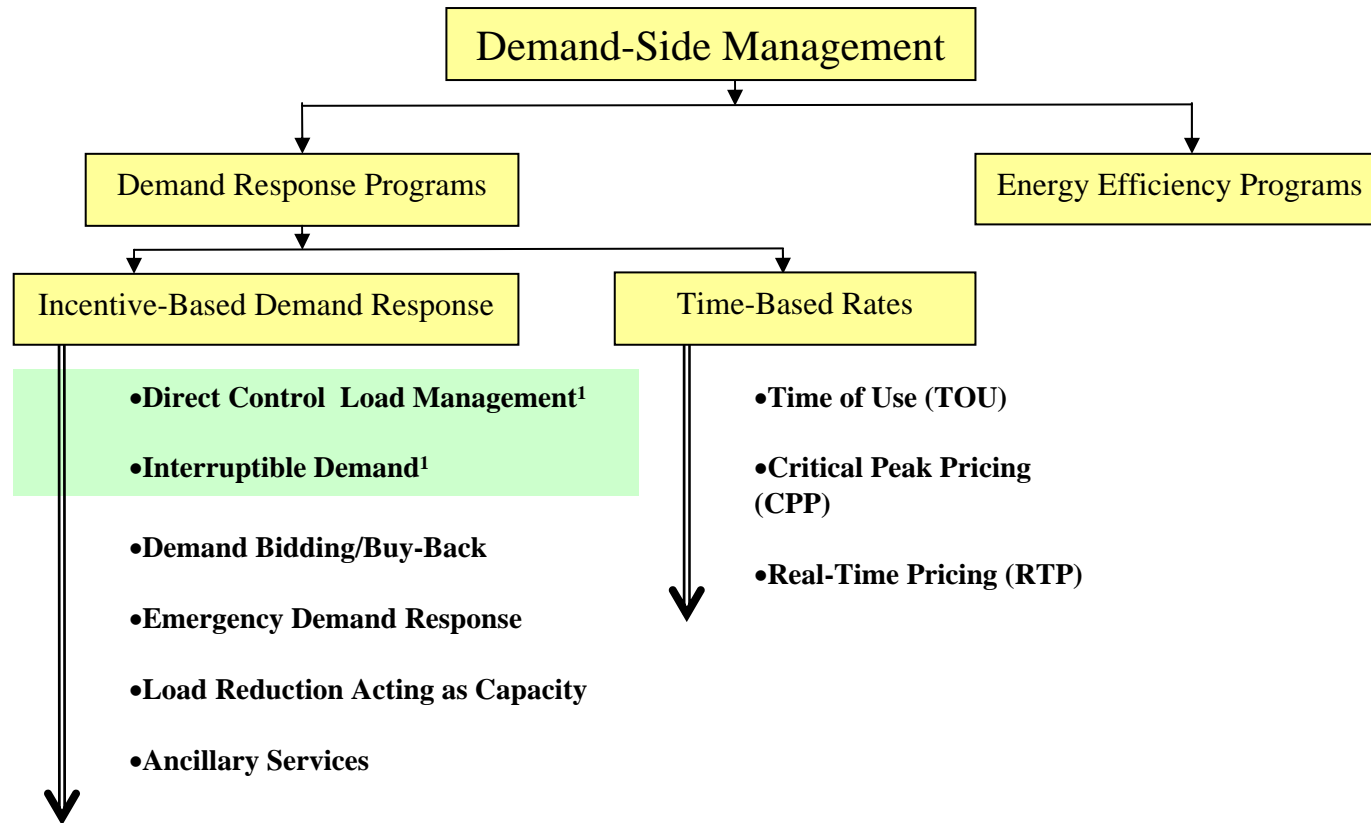 Demand-Side Management
Demand Response Programs
Energy Efficiency Programs
Incentive-Based Demand Response
Time-Based Rates
•Direct Control  Load Management¹
•Interruptible Demand¹
•Demand Bidding/Buy-Back
•Emergency Demand Response
•Load Reduction Acting as Capacity
•Ancillary Services
•Time of Use (TOU)
•Critical Peak Pricing
(CPP)
•Real-Time Pricing (RTP)